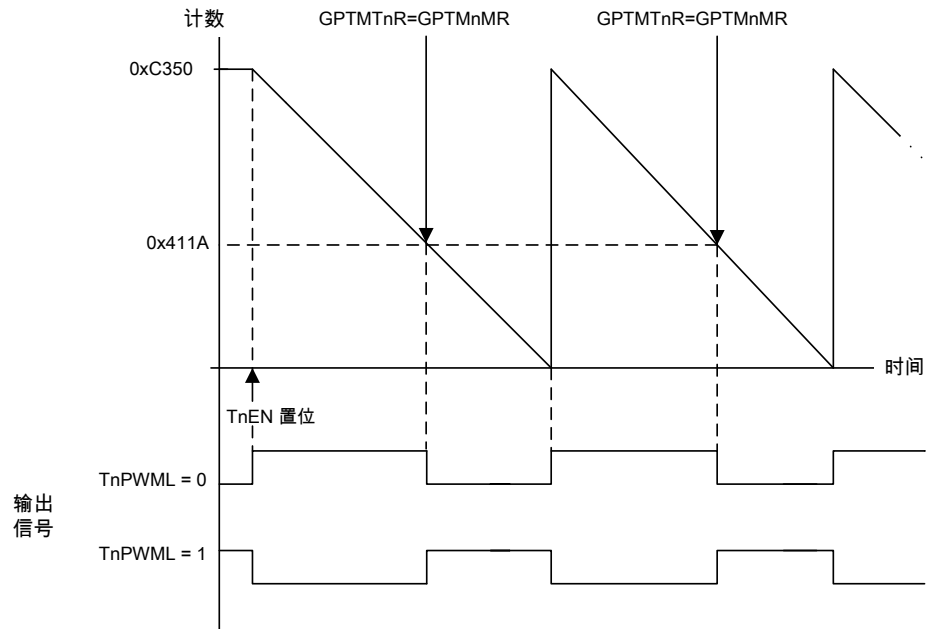 计数
GPTMTnR=GPTMnMR
GPTMTnR=GPTMnMR
0xC350
0x411A
时间
TnEN 置位
TnPWML = 0
输出
信号
TnPWML = 1